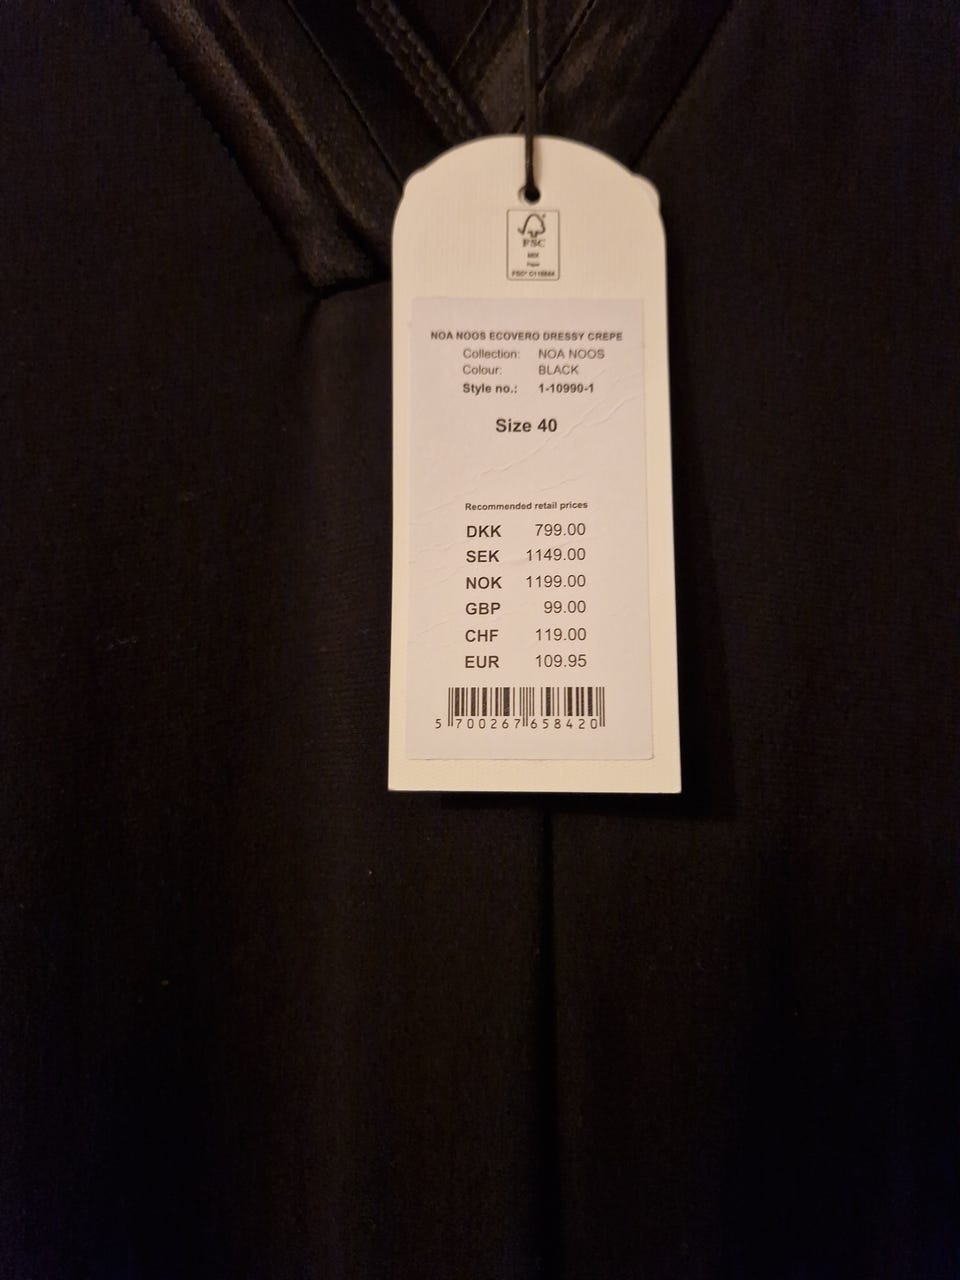 FSC
MIX
Paper
NOA NOOS ECOVERO DRESSY CREPE
Collection: NOA NOOS
Colour: BLACK
Style no.: 1-10990-1
Size 40
Recommended retail prices
DKK 799.00
SEK 1149.00
NOK 1199.00
GBP 99.00
CHF 119.00
EUR 109.95
5 700267 658420